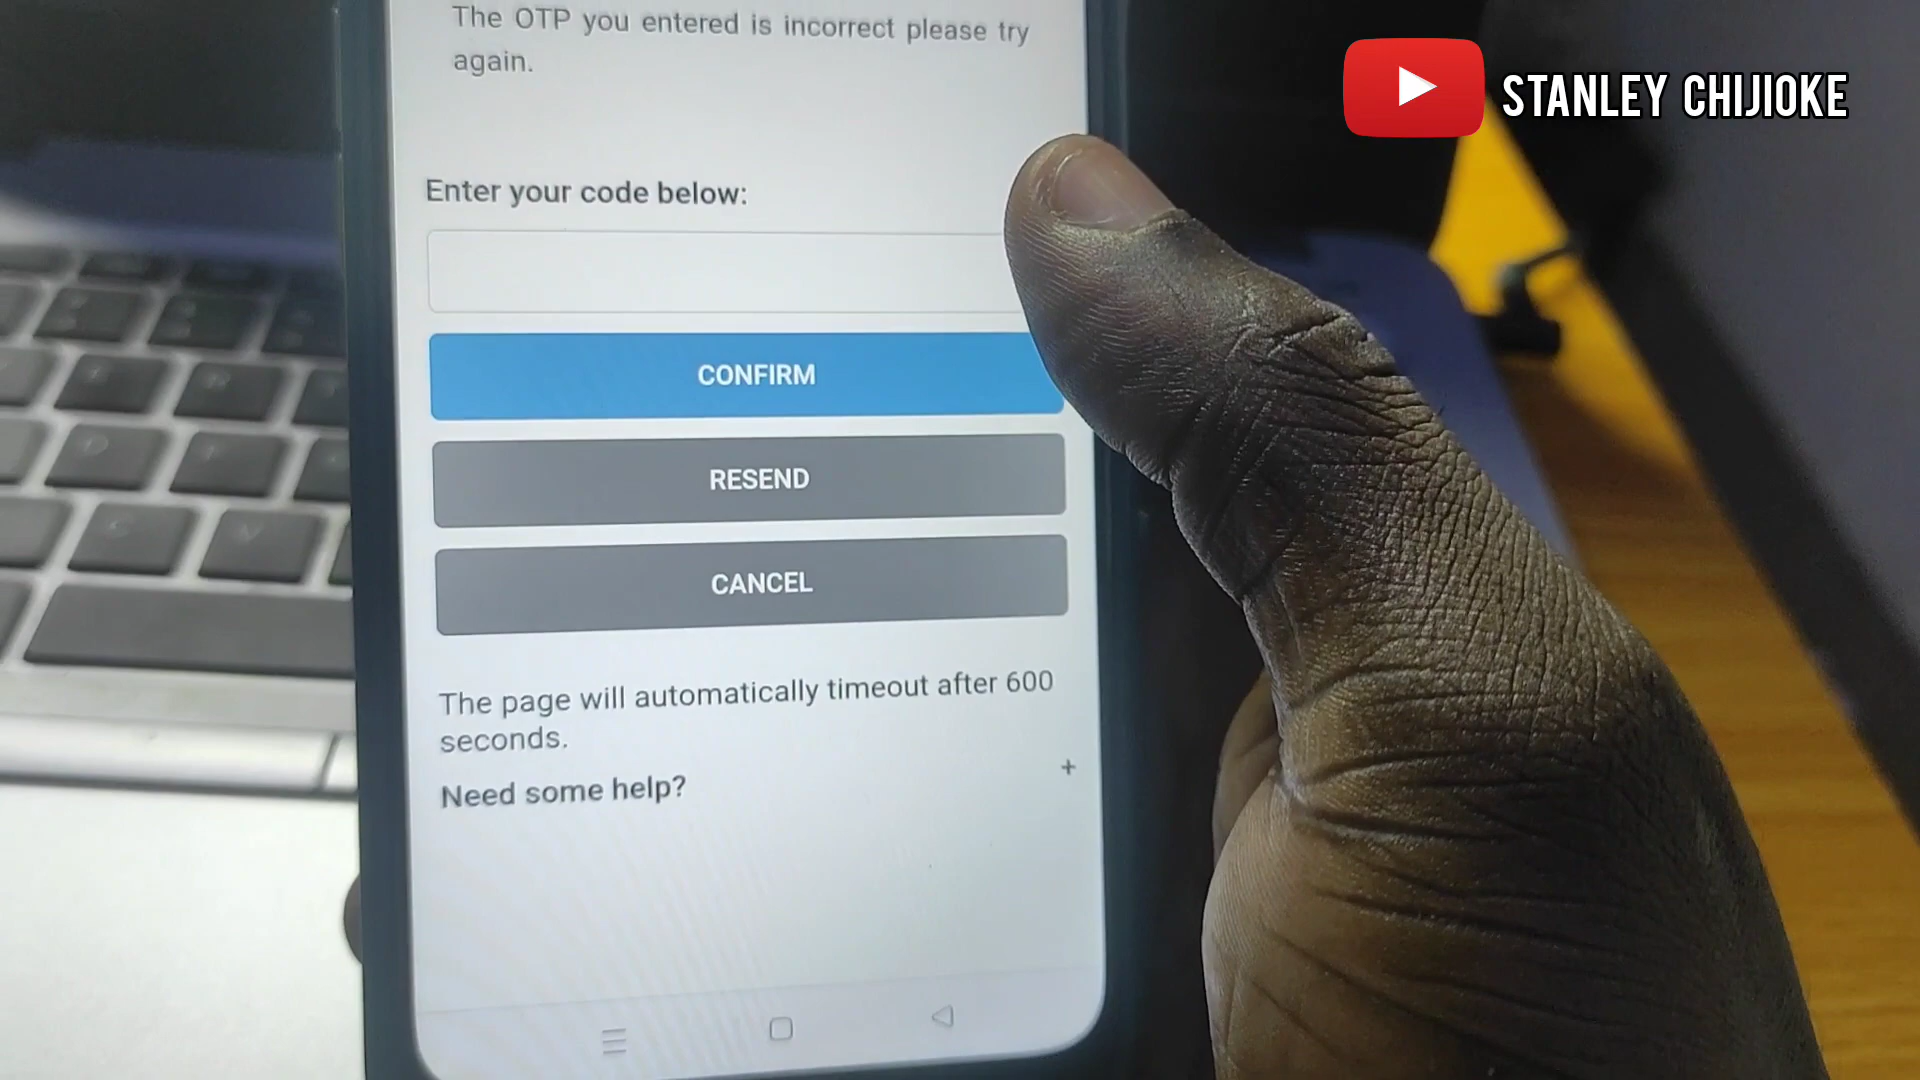 The OTP you entered is incorrect please try
again.
STANLEY CHIJIOKE
Enter your code below:
CONFIRM
RESEND
CANCEL
The page will automatically timeout after 600
seconds.
Need some help?
+